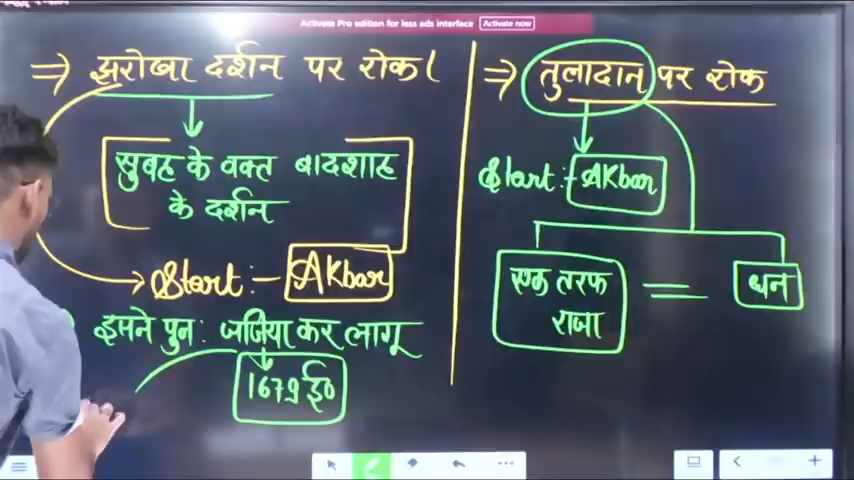 Activate Pro edition for less ads interface Activate now
⇒ झरोखा दर्शन पर रोक।
सुबह के वक्त बादशाह
के दर्शन
Start :- Akbar
इसने पुन: जजिया कर लागू
1679 ई०
⇒ तुलादान पर रोक
Start :- Akbar
एक तरफ
राजा
=
धन